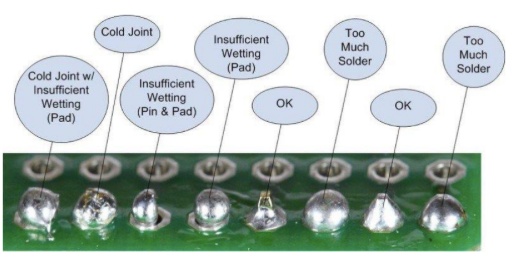 Cold Joint w/
Insufficient
Wetting
(Pad)
Cold Joint
Insufficient
Wetting
(Pin & Pad)
Insufficient
Wetting
(Pad)
OK
Too
Much
Solder
OK
Too
Much
Solder